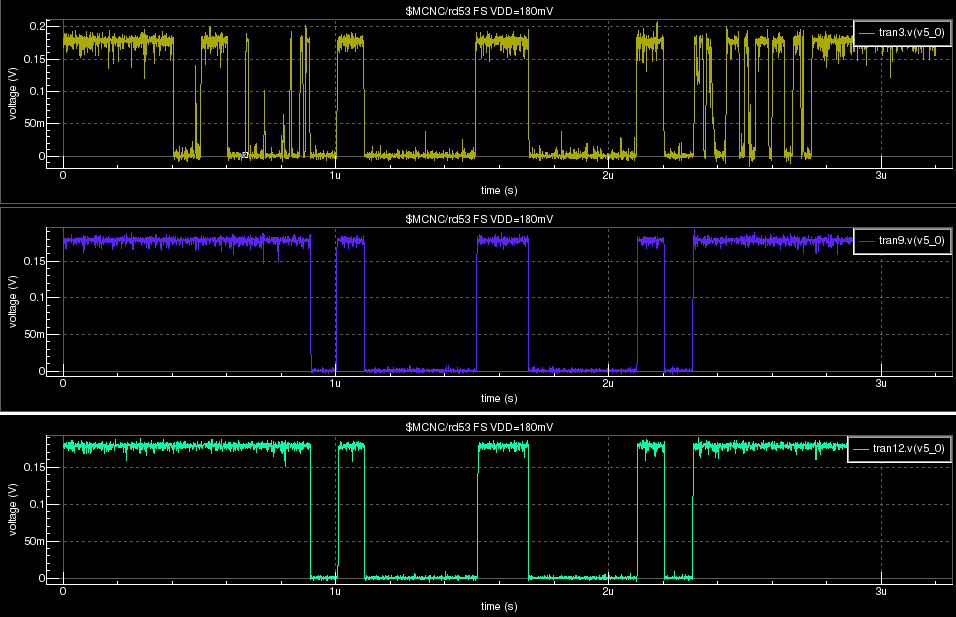 $MCNC/rd53 FS VDD=180mV
tran3.v(v5_0)
voltage (V)
0.2
0.15
0.1
50m
0
0 1u 2u 3u
time (s)
$MCNC/rd53 FS VDD=180mV
tran9.v(v5_0)
voltage (V)
0.15
0.1
50m
0
0 1u 2u 3u
time (s)
$MCNC/rd53 FS VDD=180mV
tran12.v(v5_0)
voltage (V)
0.15
0.1
50m
0
0 1u 2u 3u
time (s)